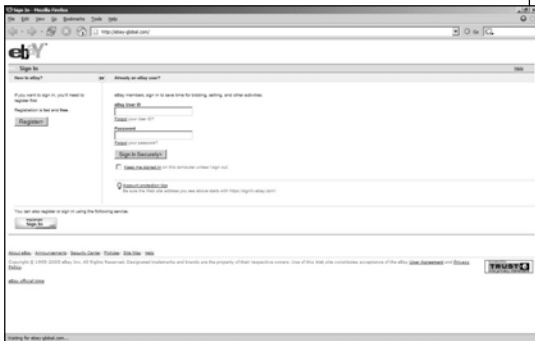 Sign In - Mozilla Firefox
File Edit View Go Bookmarks Tools Help
http://ebay-global.com/
ebY
Sign In
Help
New to eBay? or Already an eBay user?
If you want to sign in, you'll need to
register first.
Registration is fast and free.
Register>
eBay members, sign in to save time for bidding, selling, and other activities.
eBay User ID
Forgot your User ID?
Password
Forgot your password?
Sign In Securely>
Keep me signed in on this computer unless I sign out.
Account protection tips
Be sure the Web site address you see above starts with https://signin.ebay.com/
You can also register or sign in using the following service:
Sign In
About eBay Announcements Security Center Policies Site Map Help
Copyright © 1995-2005 eBay Inc. All Rights Reserved. Designated trademarks and brands are the property of their respective owners. Use of this Web site constitutes acceptance of the eBay User Agreement and Privacy
Policy.
TRUST
eBay official time
Waiting for ebay-global.com...